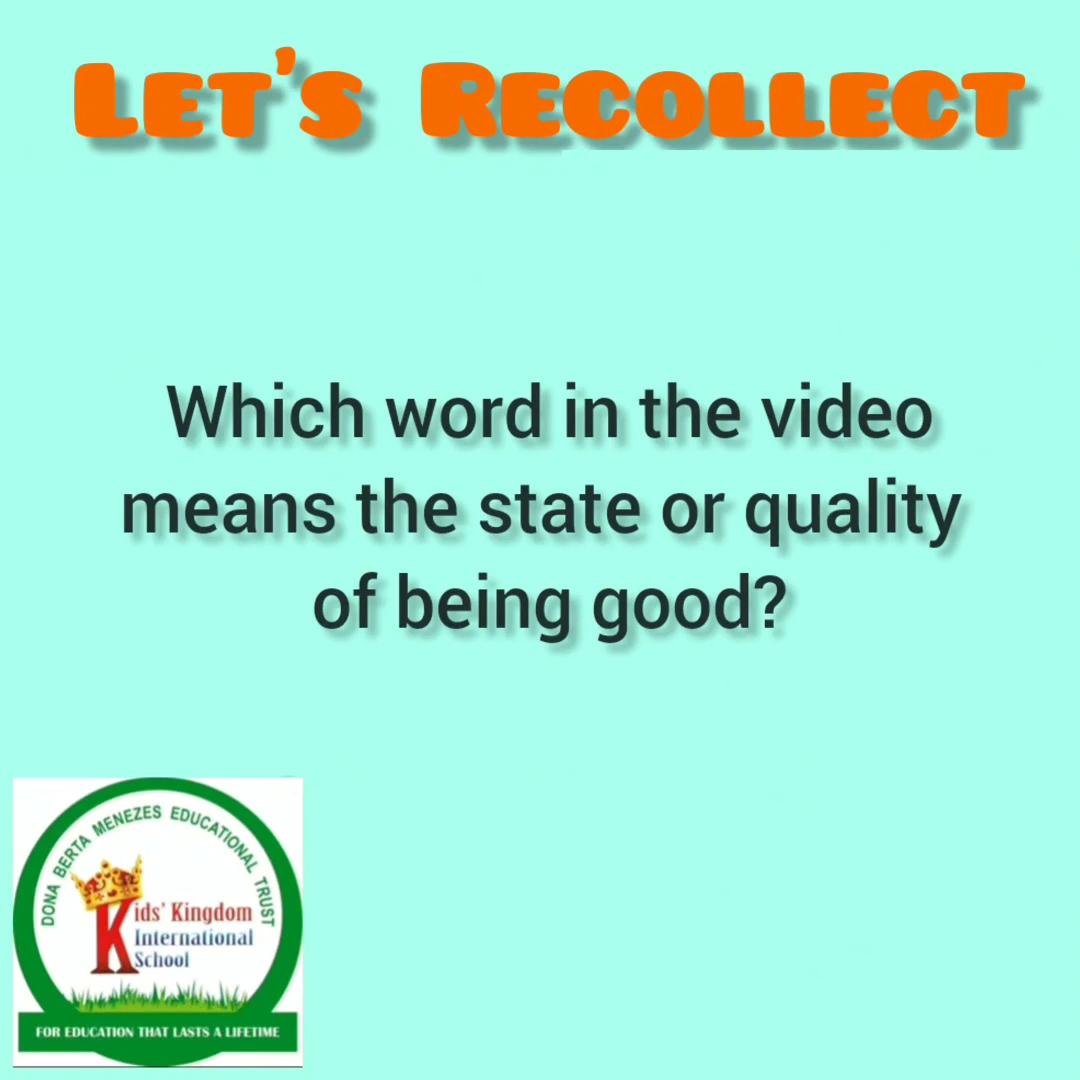 LET'S RECOLLECT
Which word in the video
means the state or quality
of being good?
DONA BERTA MENEZES EDUCATIONAL TRUST
Kids' Kingdom
International
School
FOR EDUCATION THAT LASTS A LIFETIME